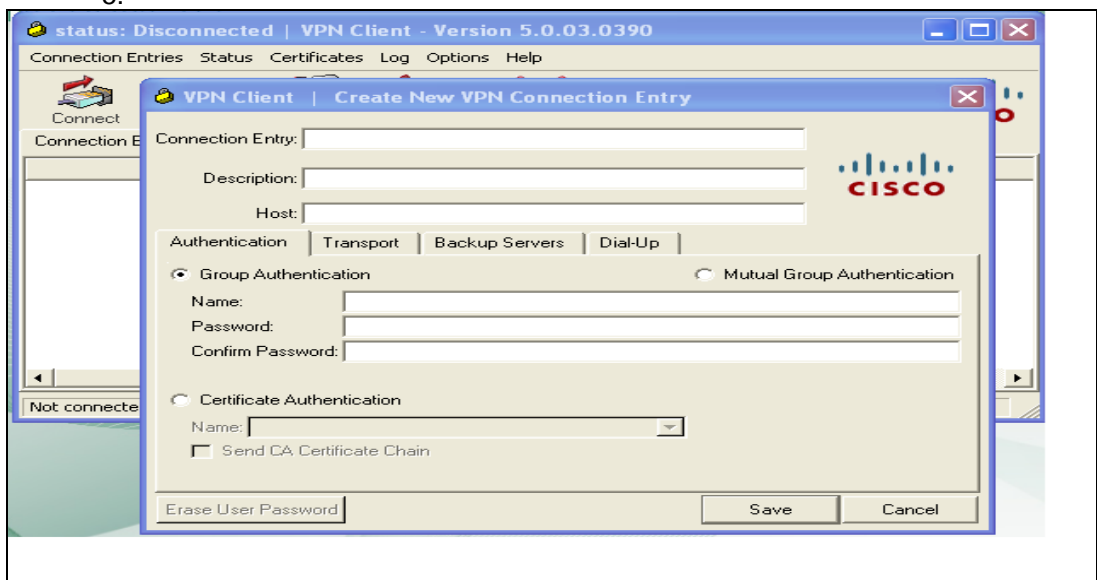 status: Disconnected | VPN Client - Version 5.0.03.0390
Connection Entries Status Certificates Log Options Help
Connect
VPN Client | Create New VPN Connection Entry
Connection Entry:
CISCO
Description:
Host:
Authentication Transport Backup Servers Dial-Up
Group Authentication Mutual Group Authentication
Name:
Password:
Confirm Password:
Certificate Authentication
Name:
Send CA Certificate Chain
Erase User Password Save Cancel